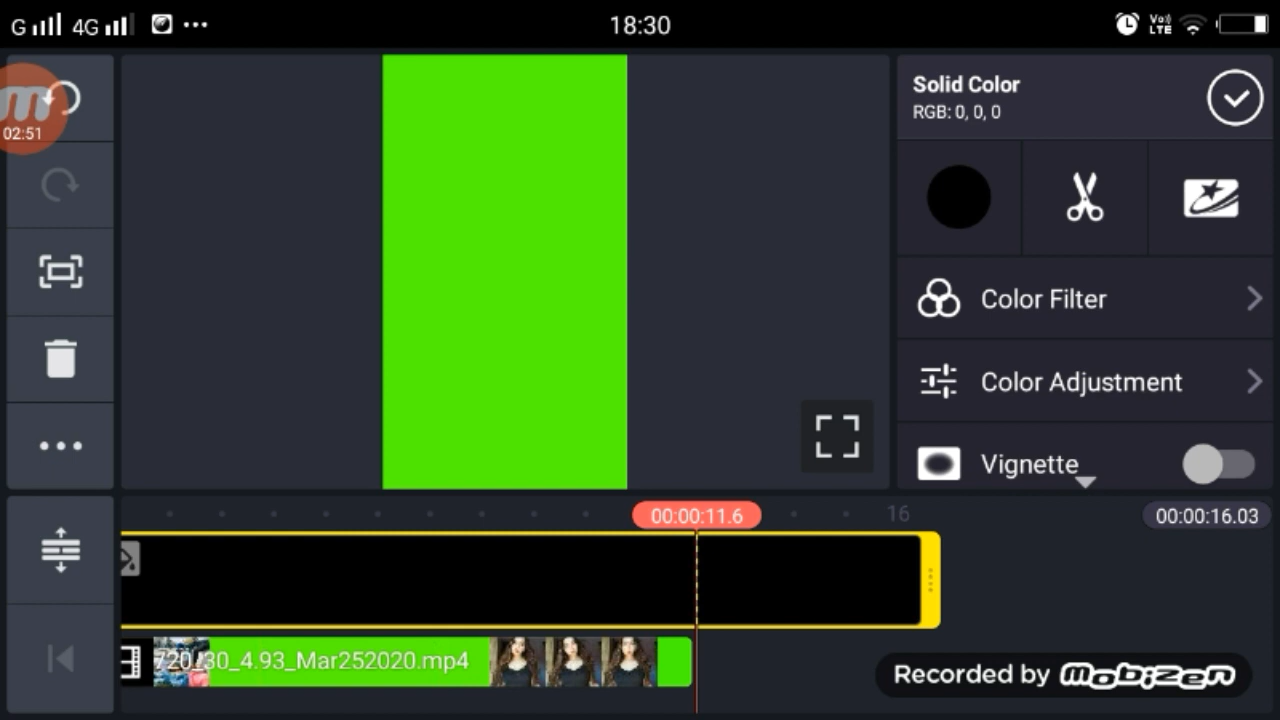 G 4G 18:30 Vo)) LTE
m
02:51
Solid Color
RGB: 0, 0, 0
Color Filter
Color Adjustment
Vignette
00:00:11.6
16
00:00:16.03
720_30_4.93_Mar252020.mp4
Recorded by mobizen